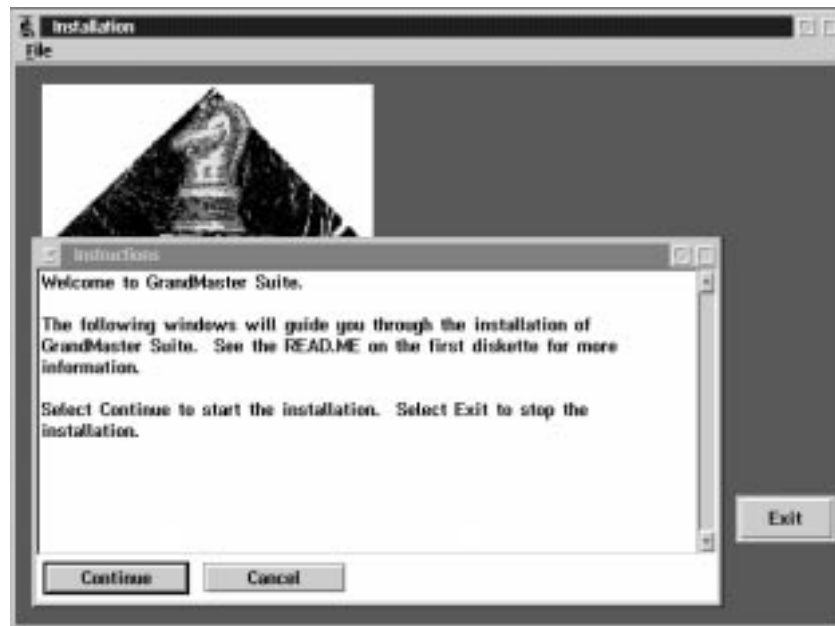 Installation
File
Instructions
Welcome to GrandMaster Suite.
The following windows will guide you through the installation of
GrandMaster Suite. See the READ.ME on the first diskette for more
information.
Select Continue to start the installation. Select Exit to stop the
installation.
Exit
Continue
Cancel